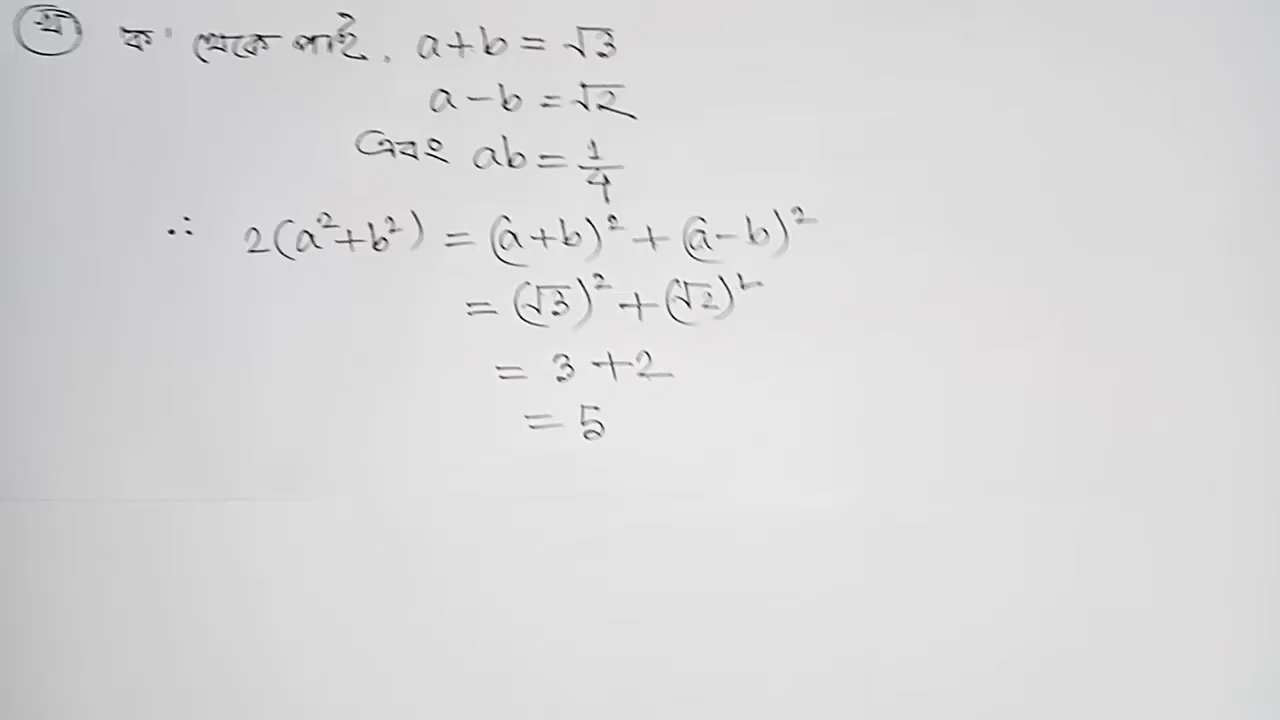 খ ক থেকে পাই, a+b = √3
a-b = √2
এবং ab = 1/4
∴ 2(a²+b²) = (a+b)² + (a-b)²
= (√3)² + (√2)²
= 3+2
= 5